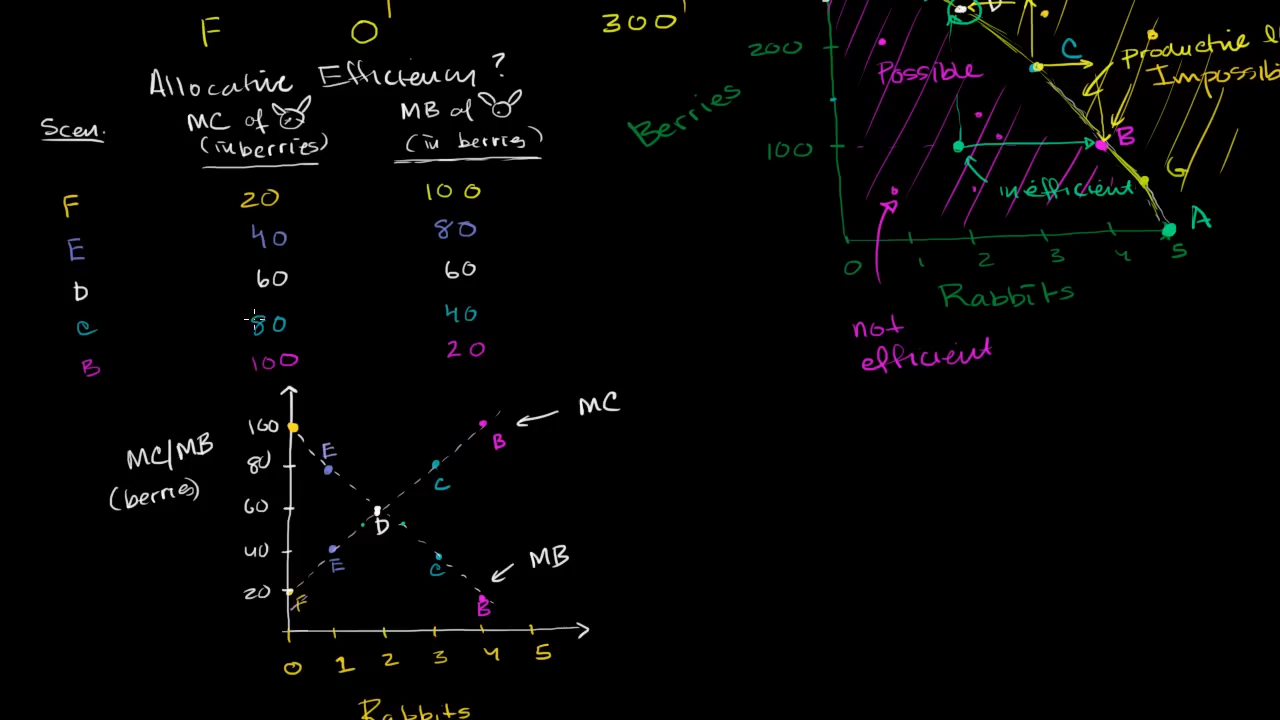 F 0 300
Allocative Efficiency?
Scen.
MC of
(in berries)
MB of
(in berries)
F 20 100
E 40 80
D 60 60
C 80 40
B 100 20
MC/MB
(berries)
100
80
60
40
20
E
D
C
B
MC
F
E
C
B
MB
0 1 2 3 4 5
Rabbits
Berries
200
100
Possible
C
Productive
Impossib
B
G
inefficient
A
0 1 2 3 4 5
Rabbits
not
efficient